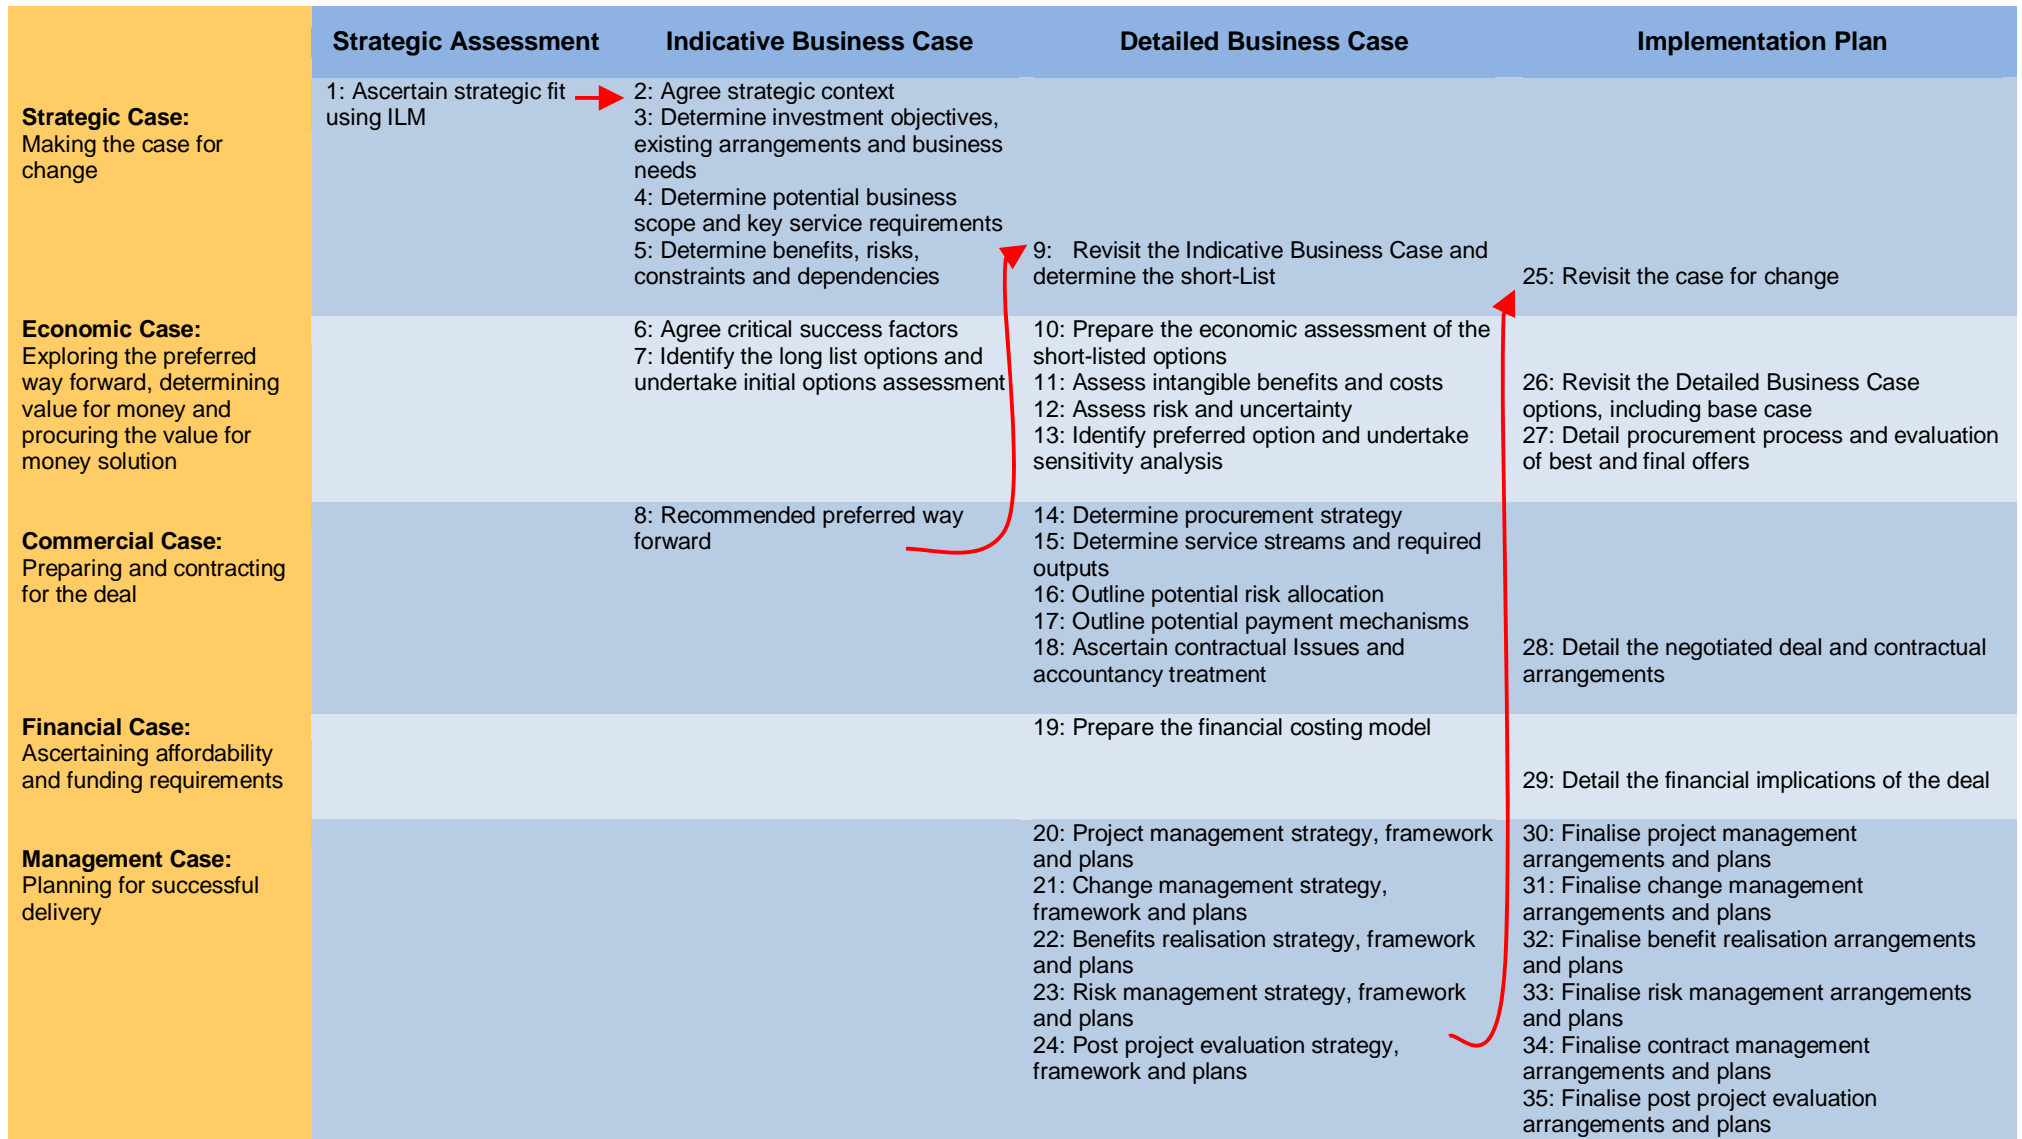 Strategic Assessment
Indicative Business Case
Detailed Business Case
Implementation Plan
Strategic Case:
Making the case for
change
1: Ascertain strategic fit
using ILM
2: Agree strategic context
3: Determine investment objectives,
existing arrangements and business
needs
4: Determine potential business
scope and key service requirements
5: Determine benefits, risks,
constraints and dependencies
9: Revisit the Indicative Business Case and
determine the short-List
25: Revisit the case for change
Economic Case:
Exploring the preferred
way forward, determining
value for money and
procuring the value for
money solution
6: Agree critical success factors
7: Identify the long list options and
undertake initial options assessment
10: Prepare the economic assessment of the
short-listed options
11: Assess intangible benefits and costs
12: Assess risk and uncertainty
13: Identify preferred option and undertake
sensitivity analysis
26: Revisit the Detailed Business Case
options, including base case
27: Detail procurement process and evaluation
of best and final offers
Commercial Case:
Preparing and contracting
for the deal
8: Recommended preferred way
forward
14: Determine procurement strategy
15: Determine service streams and required
outputs
16: Outline potential risk allocation
17: Outline potential payment mechanisms
18: Ascertain contractual Issues and
accountancy treatment
28: Detail the negotiated deal and contractual
arrangements
Financial Case:
Ascertaining affordability
and funding requirements
19: Prepare the financial costing model
29: Detail the financial implications of the deal
Management Case:
Planning for successful
delivery
20: Project management strategy, framework
and plans
21: Change management strategy,
framework and plans
22: Benefits realisation strategy, framework
and plans
23: Risk management strategy, framework
and plans
24: Post project evaluation strategy,
framework and plans
30: Finalise project management
arrangements and plans
31: Finalise change management
arrangements and plans
32: Finalise benefit realisation arrangements
and plans
33: Finalise risk management arrangements
and plans
34: Finalise contract management
arrangements and plans
35: Finalise post project evaluation
arrangements and plans